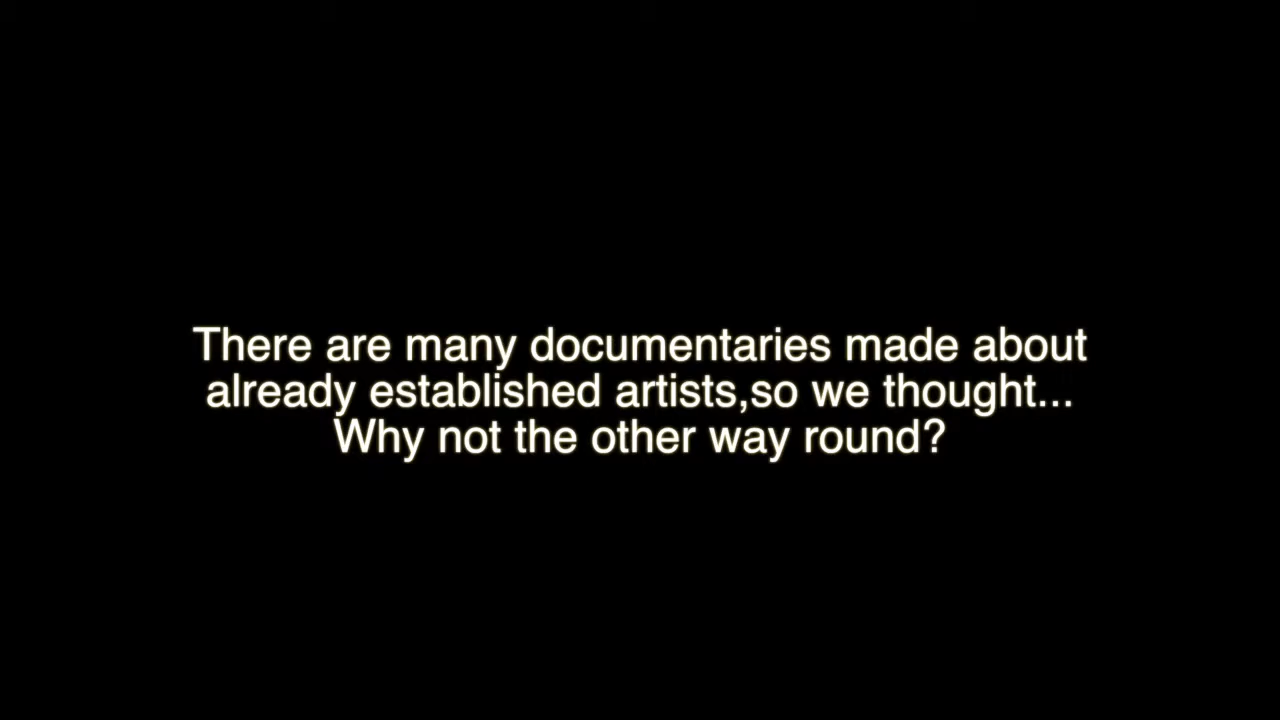 There are many documentaries made about
already established artists,so we thought...
Why not the other way round?